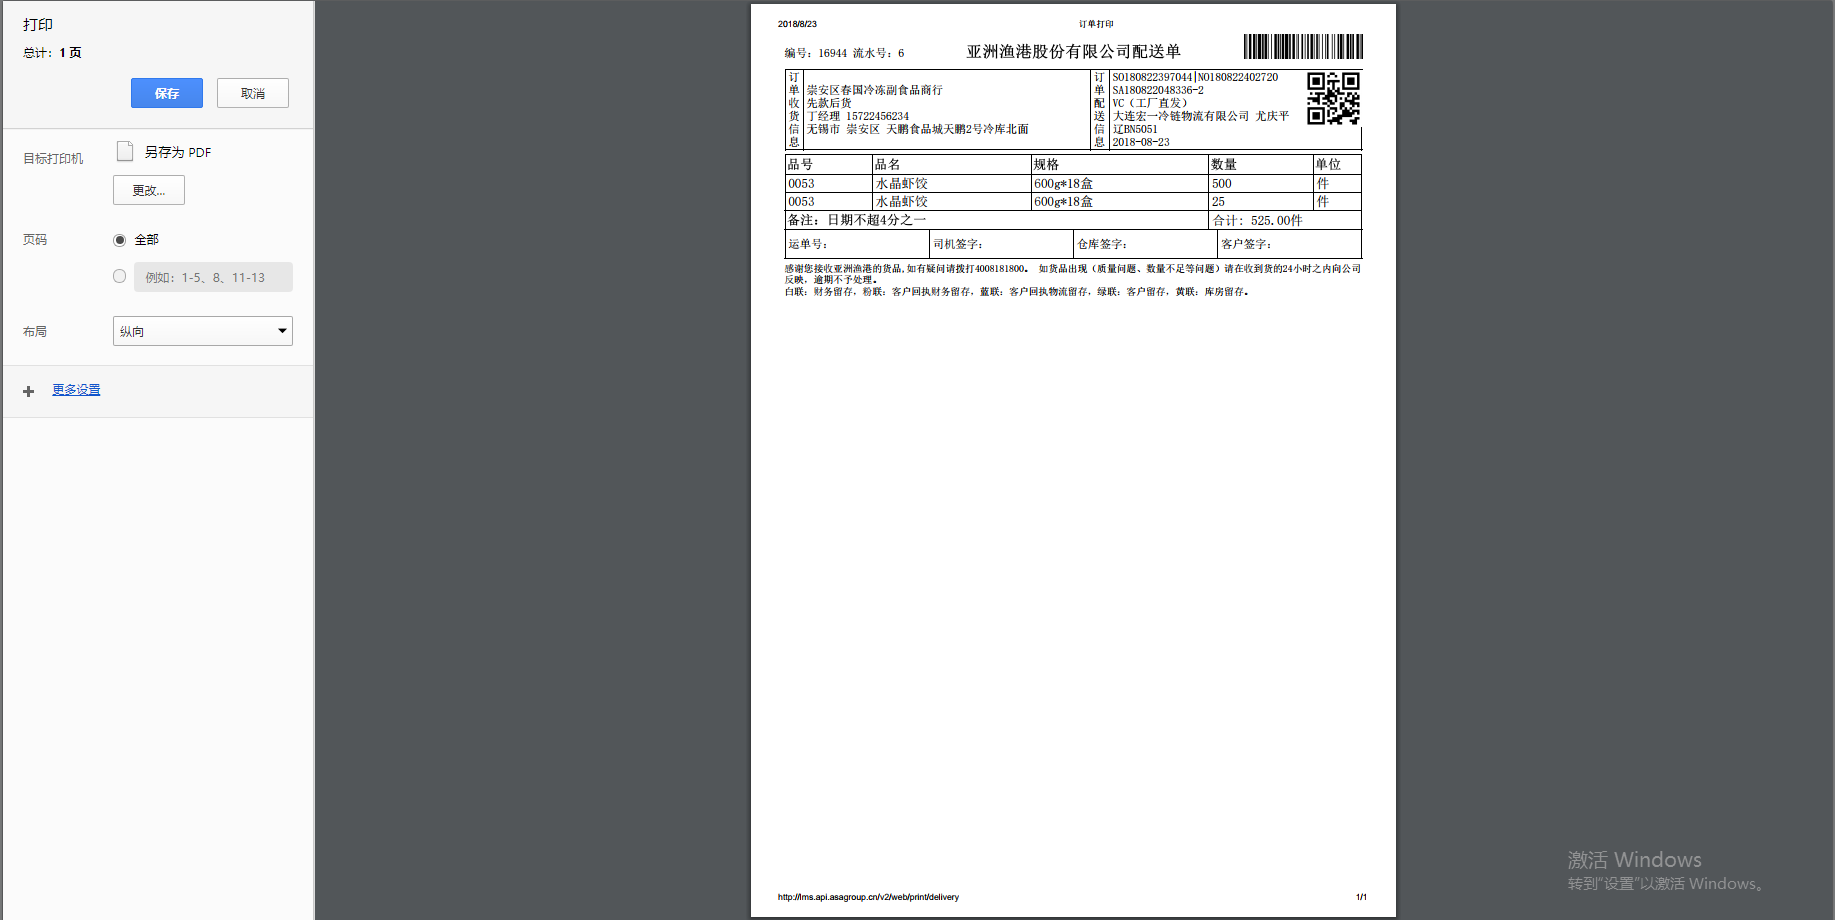 打印
总计：1 页
保存
取消
目标打印机
另存为 PDF
更改...
页码
全部
例如：1-5、8、11-13
布局
纵向
更多设置
2018/8/23
订单打印
编号：16944 流水号：6
亚洲渔港股份有限公司配送单
订单收货信息
崇安区春国冷冻副食品商行
先款后货
丁经理 15722456234
无锡市 崇安区 天鹏食品城天鹏2号冷库北面
订单配送信息
SO180822397044|NO180822402720
SA180822048336-2
VC（工厂直发）
大连宏一冷链物流有限公司 尤庆平
辽BN5051
2018-08-23
品号 品名 规格 数量 单位
0053 水晶虾饺 600g*18盒 500 件
0053 水晶虾饺 600g*18盒 25 件
备注：日期不超4分之一 合计：525.00件
运单号： 司机签字： 仓库签字： 客户签字：
感谢您接收亚洲渔港的货品,如有疑问请拨打4008181800。 如货品出现（质量问题、数量不足等问题）请在收到货的24小时之内向公司
反映，逾期不予处理。
白联：财务留存，粉联：客户回执财务留存，蓝联：客户回执物流留存，绿联：客户留存，黄联：库房留存。
http://lms.api.asagroup.cn/v2/web/print/delivery
1/1
激活 Windows
转到"设置"以激活 Windows。